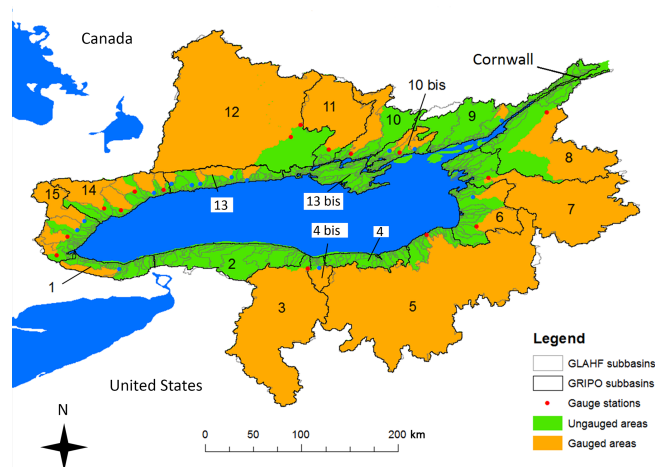 Canada
Cornwall
10 bis
12
11
10
9
8
15
14
13
13 bis
7
6
4 bis
4
1
2
3
5
United States
N
0 50 100 200 km
Legend
GLAHF subbasins
GRIPO subbasins
Gauge stations
Ungauged areas
Gauged areas